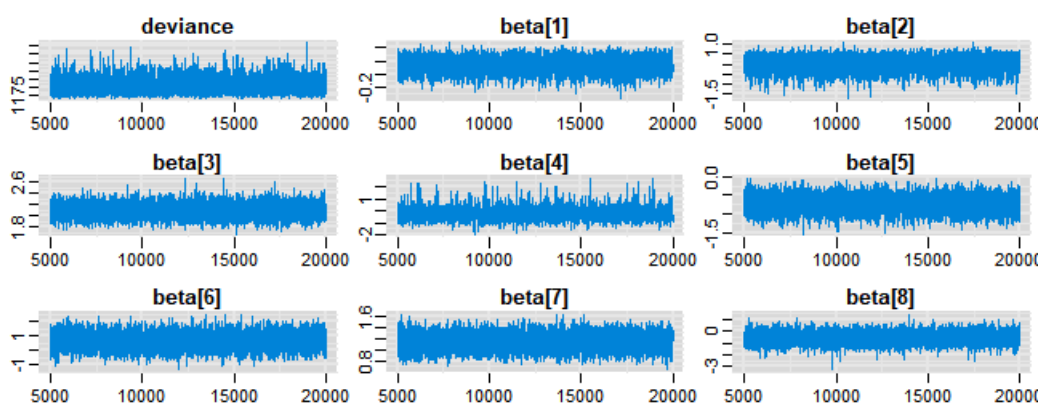 deviance beta[1] beta[2]
1175 -0.2 -1.5 1.0
5000 10000 15000 20000 5000 10000 15000 20000 5000 10000 15000 20000
beta[3] beta[4] beta[5]
1.8 2.6 -2 1 -1.5 0.0
5000 10000 15000 20000 5000 10000 15000 20000 5000 10000 15000 20000
beta[6] beta[7] beta[8]
-1 1 0.8 1.6 -3 0
5000 10000 15000 20000 5000 10000 15000 20000 5000 10000 15000 20000